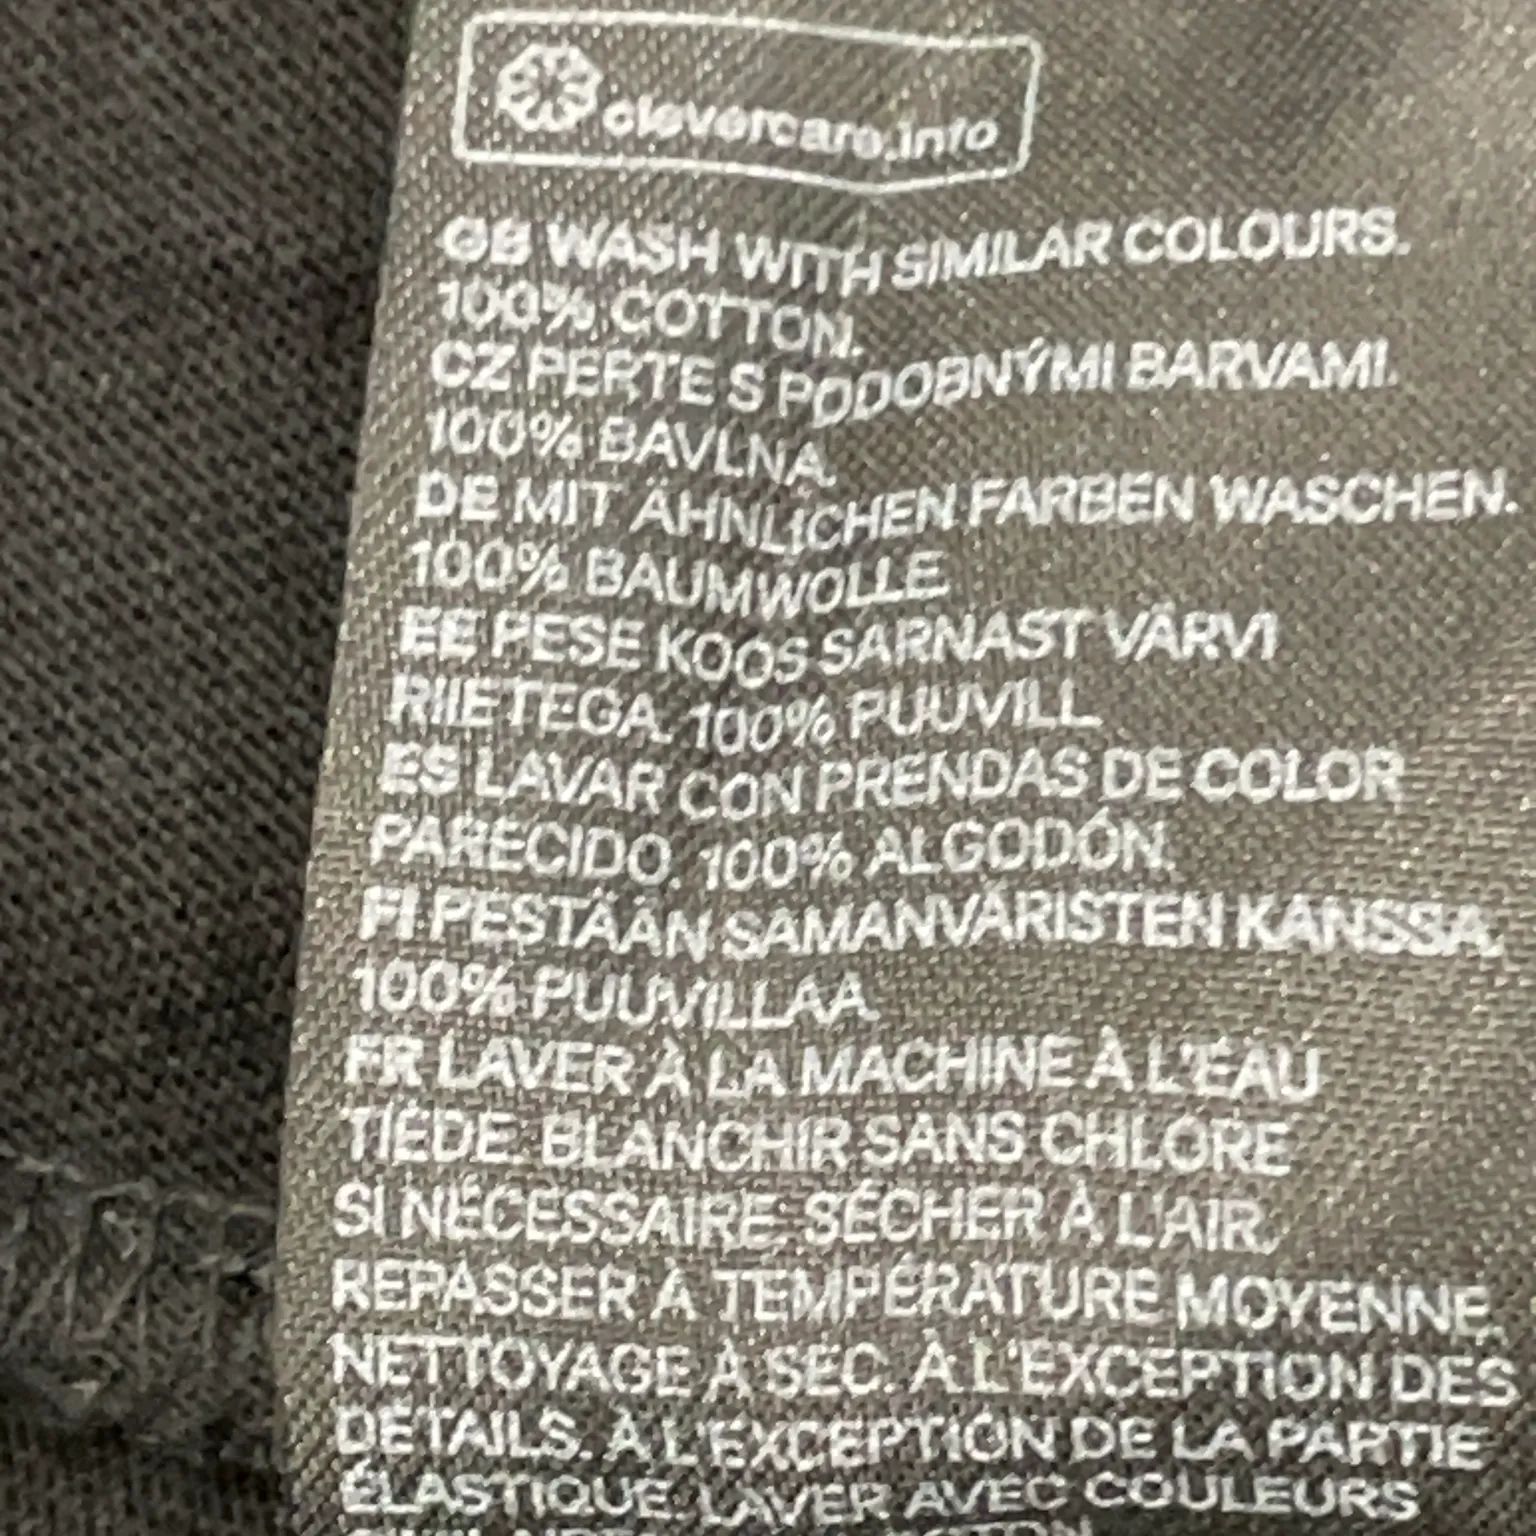 clevercare.info
GB WASH WITH SIMILAR COLOURS.
100% COTTON.
CZ PERTE S PODOBNÝMI BARVAMI.
100% BAVLNA.
DE MIT ÄHNLICHEN FARBEN WASCHEN.
100% BAUMWOLLE
EE PESE KOOS SARNAST VÄRVI
RIIETEGA. 100% PUUVILL
ES LAVAR CON PRENDAS DE COLOR
PARECIDO. 100% ALGODÓN.
FI PESTÄÄN SAMANVÄRISTEN KANSSA.
100% PUUVILLAA.
FR LAVER À LA MACHINE À L'EAU
TIÈDE. BLANCHIR SANS CHLORE
SI NÉCESSAIRE. SÉCHER À L'AIR.
REPASSER À TEMPÉRATURE MOYENNE.
NETTOYAGE À SEC. À L'EXCEPTION DES
DÉTAILS. À L'EXCEPTION DE LA PARTIE
ÉLASTIQUE. LAVER AVEC COULEURS